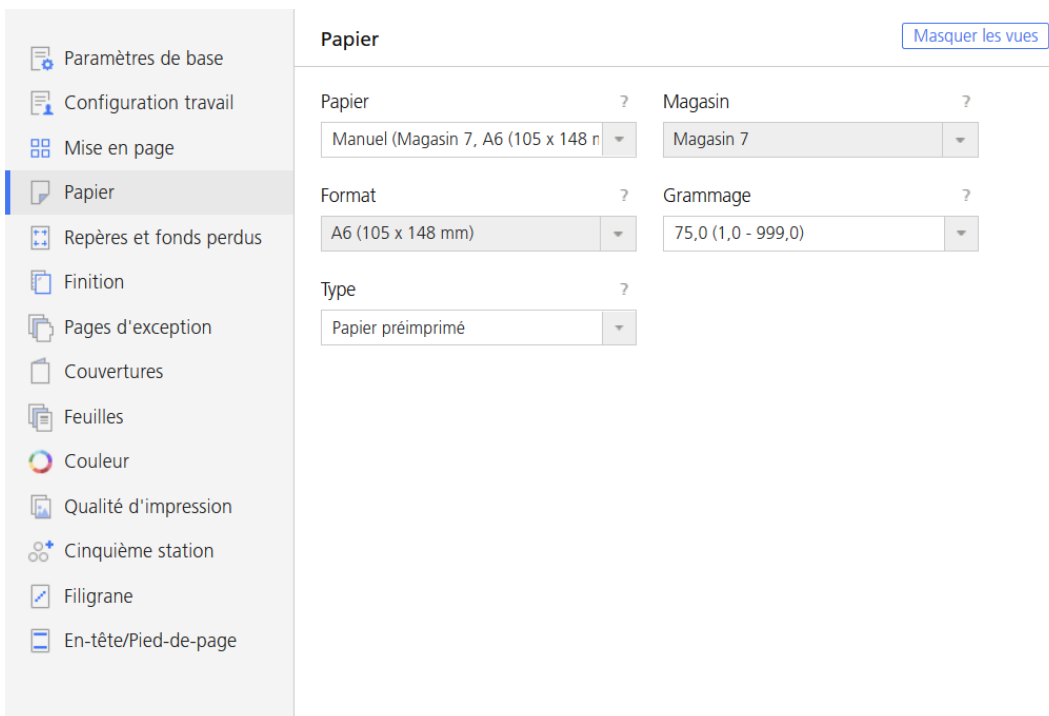 Paramètres de base
Configuration travail
Mise en page
Papier
Repères et fonds perdus
Finition
Pages d'exception
Couvertures
Feuilles
Couleur
Qualité d'impression
Cinquième station
Filigrane
En-tête/Pied-de-page
Papier
Masquer les vues
Papier ?
Magasin ?
Manuel (Magasin 7, A6 (105 x 148
Magasin 7
Format ?
Grammage ?
A6 (105 x 148 mm)
75,0 (1,0 - 999,0)
Type ?
Papier préimprimé